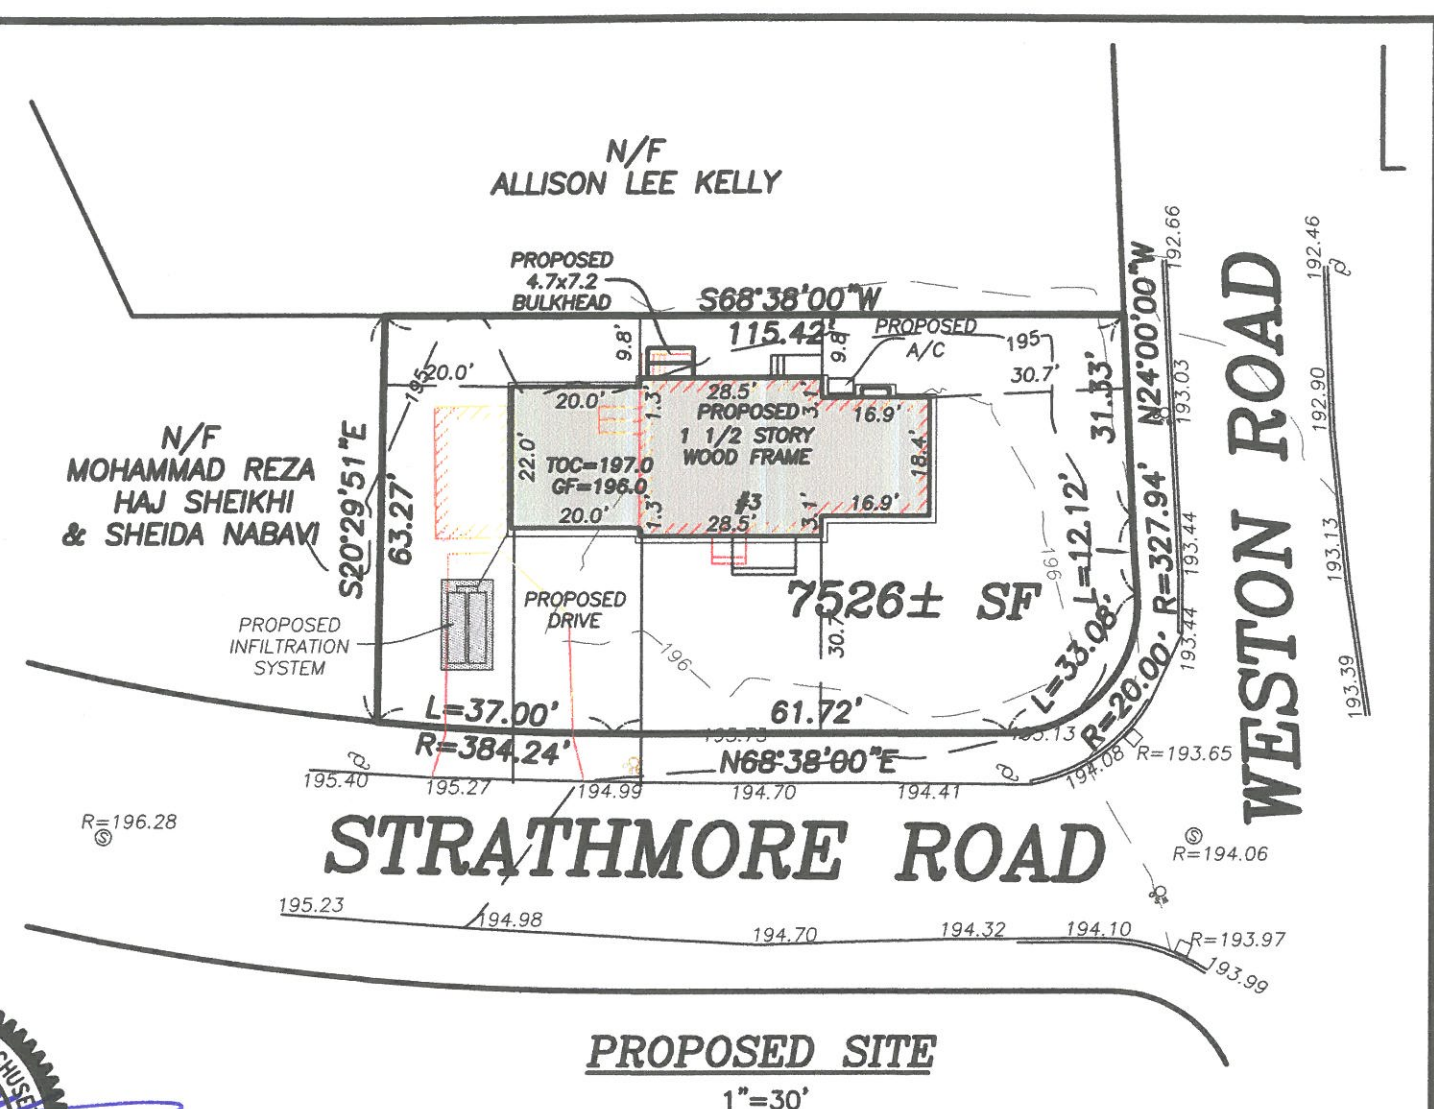 N/F
ALLISON LEE KELLY
PROPOSED
4.7x7.2
BULKHEAD
S68°38'00"W
115.42'
9.8'
9.8'
PROPOSED
A/C
195
30.7'
31.33'
N24°00'00"W
192.66
192.46
195
20.0'
20.0'
1.3'
28.5'
3.1'
16.9'
193.03
192.90
N/F
MOHAMMAD REZA
HAJ SHEIKHI
& SHEIDA NABAVI
S20°29'51"E
63.27'
22.0'
PROPOSED
1 1/2 STORY
WOOD FRAME
TOC=197.0
GF=196.0
#3
18.4'
20.0'
1.3'
28.5'
3.1'
16.9'
L=12.12'
R=327.94'
193.44
193.13
196
WESTON ROAD
PROPOSED
INFILTRATION
SYSTEM
PROPOSED
DRIVE
7526± SF
30.7
196
193.44
193.39
L=33.08'
R=20.00'
L=37.00'
R=384.24'
61.72'
195.73
195.13
N68°38'00"E
R=193.65
195.40
195.27
194.99
194.70
194.41
194.08
R=196.28
S
STRATHMORE ROAD
S
R=194.06
195.23
194.98
194.70
194.32
194.10
R=193.97
193.99
PROPOSED SITE
1"=30'
CHUSE